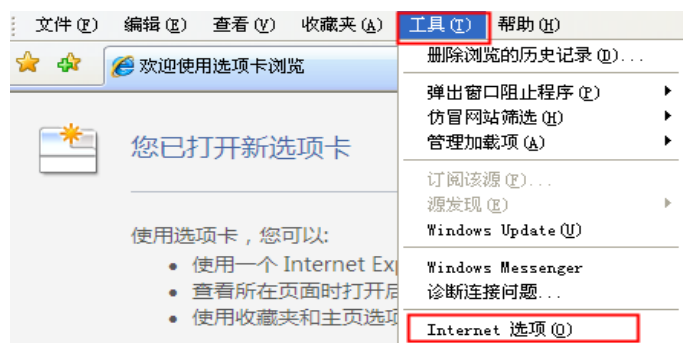 文件(F) 编辑(E) 查看(V) 收藏夹(A) 工具(T) 帮助(H)
欢迎使用选项卡浏览
您已打开新选项卡
使用选项卡，您可以:
• 使用一个 Internet
• 查看所在页面时打开
• 使用收藏夹和主页选项
删除浏览的历史记录(D)...
弹出窗口阻止程序(P)
仿冒网站筛选(H)
管理加载项(A)
订阅该源(F)...
源发现(E)
Windows Update(U)
Windows Messenger
诊断连接问题...
Internet 选项(O)